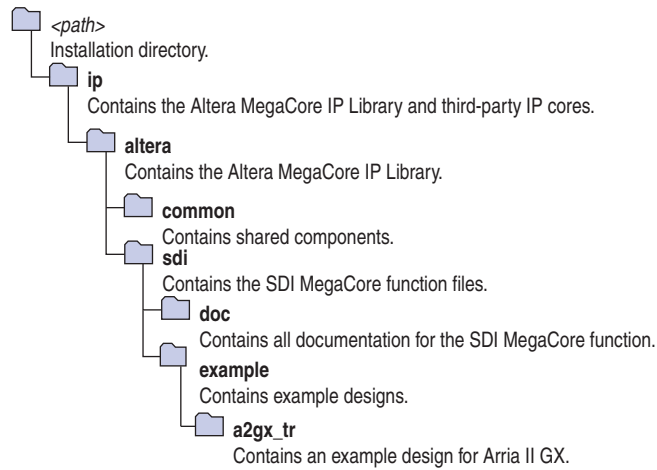 <path>
Installation directory.
ip
Contains the Altera MegaCore IP Library and third-party IP cores.
altera
Contains the Altera MegaCore IP Library.
common
Contains shared components.
sdi
Contains the SDI MegaCore function files.
doc
Contains all documentation for the SDI MegaCore function.
example
Contains example designs.
a2gx_tr
Contains an example design for Arria II GX.